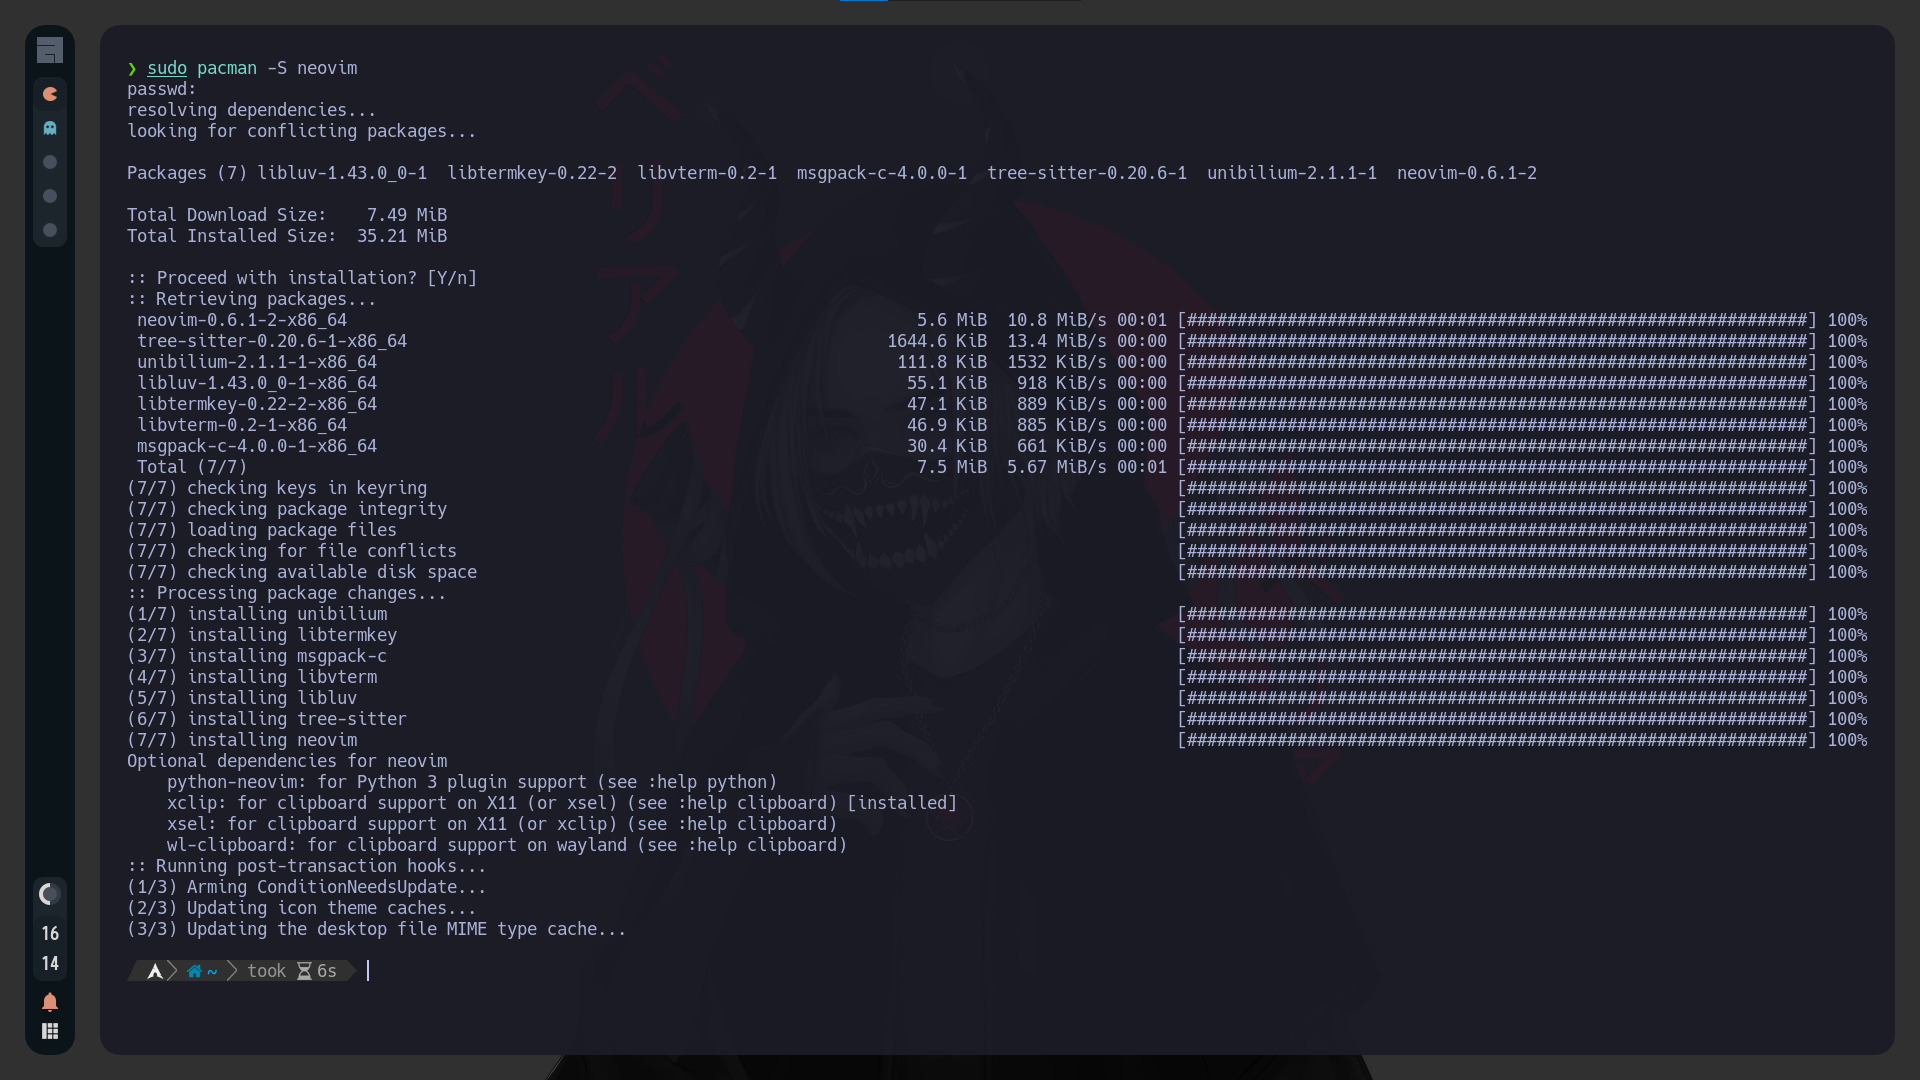 ❯ sudo pacman -S neovim
passwd:
resolving dependencies...
looking for conflicting packages...
Packages (7) libluv-1.43.0_0-1  libtermkey-0.22-2  libvterm-0.2-1  msgpack-c-4.0.0-1  tree-sitter-0.20.6-1  unibilium-2.1.1-1  neovim-0.6.1-2
Total Download Size:    7.49 MiB
Total Installed Size:  35.21 MiB
:: Proceed with installation? [Y/n]
:: Retrieving packages...
neovim-0.6.1-2-x86_64 5.6 MiB 10.8 MiB/s 00:01 [##############################################################] 100%
tree-sitter-0.20.6-1-x86_64 1644.6 KiB 13.4 MiB/s 00:00 [##############################################################] 100%
unibilium-2.1.1-1-x86_64 111.8 KiB 1532 KiB/s 00:00 [##############################################################] 100%
libluv-1.43.0_0-1-x86_64 55.1 KiB 918 KiB/s 00:00 [##############################################################] 100%
libtermkey-0.22-2-x86_64 47.1 KiB 889 KiB/s 00:00 [##############################################################] 100%
libvterm-0.2-1-x86_64 46.9 KiB 885 KiB/s 00:00 [##############################################################] 100%
msgpack-c-4.0.0-1-x86_64 30.4 KiB 661 KiB/s 00:00 [##############################################################] 100%
Total (7/7) 7.5 MiB 5.67 MiB/s 00:01 [##############################################################] 100%
(7/7) checking keys in keyring [##############################################################] 100%
(7/7) checking package integrity [##############################################################] 100%
(7/7) loading package files [##############################################################] 100%
(7/7) checking for file conflicts [##############################################################] 100%
(7/7) checking available disk space [##############################################################] 100%
:: Processing package changes...
(1/7) installing unibilium [##############################################################] 100%
(2/7) installing libtermkey [##############################################################] 100%
(3/7) installing msgpack-c [##############################################################] 100%
(4/7) installing libvterm [##############################################################] 100%
(5/7) installing libluv [##############################################################] 100%
(6/7) installing tree-sitter [##############################################################] 100%
(7/7) installing neovim [##############################################################] 100%
Optional dependencies for neovim
python-neovim: for Python 3 plugin support (see :help python)
xclip: for clipboard support on X11 (or xsel) (see :help clipboard) [installed]
xsel: for clipboard support on X11 (or xclip) (see :help clipboard)
wl-clipboard: for clipboard support on wayland (see :help clipboard)
:: Running post-transaction hooks...
(1/3) Arming ConditionNeedsUpdate...
(2/3) Updating icon theme caches...
(3/3) Updating the desktop file MIME type cache...
~ took 6s
16
14
ベリアル